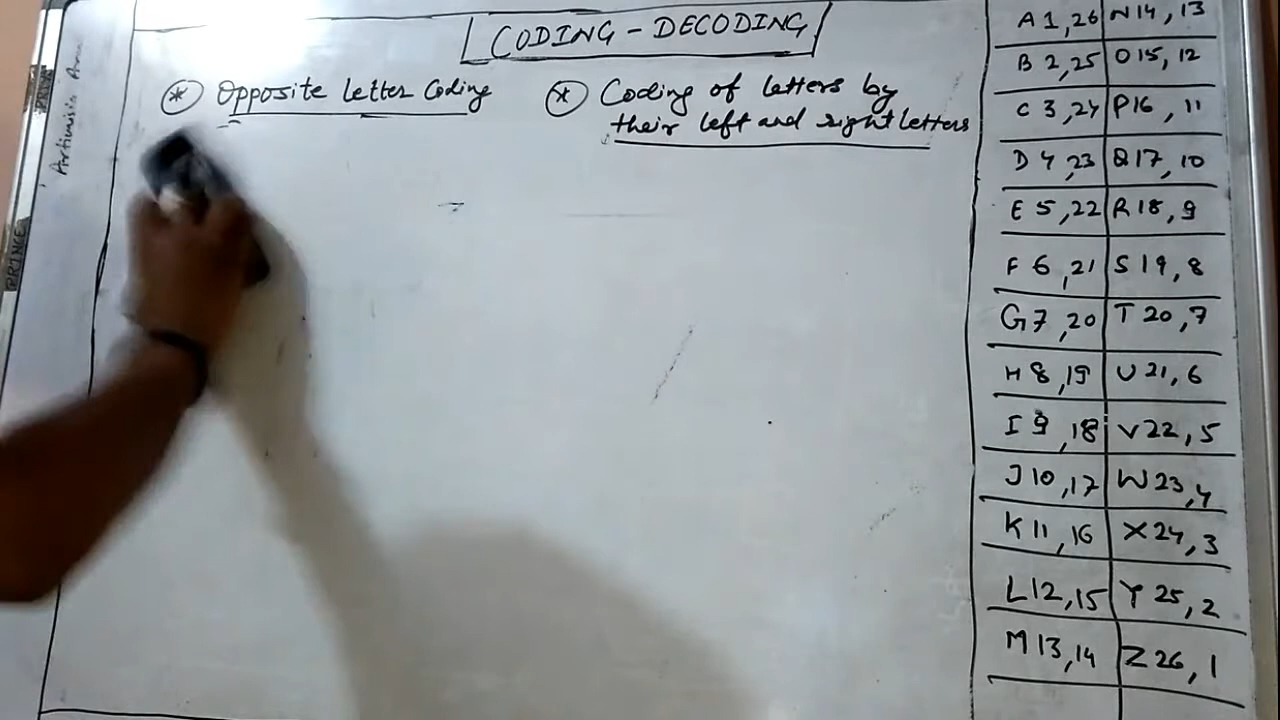 CODING - DECODING
* Opposite Letter Coding
* Coding of letters by
their left and right letters
A 1, 26 N 14, 13
B 2, 25 O 15, 12
C 3, 24 P 16, 11
D 4, 23 Q 17, 10
E 5, 22 R 18, 9
F 6, 21 S 19, 8
G 7, 20 T 20, 7
H 8, 19 U 21, 6
I 9, 18 V 22, 5
J 10, 17 W 23, 4
K 11, 16 X 24, 3
L 12, 15 Y 25, 2
M 13, 14 Z 26, 1
PRINCE